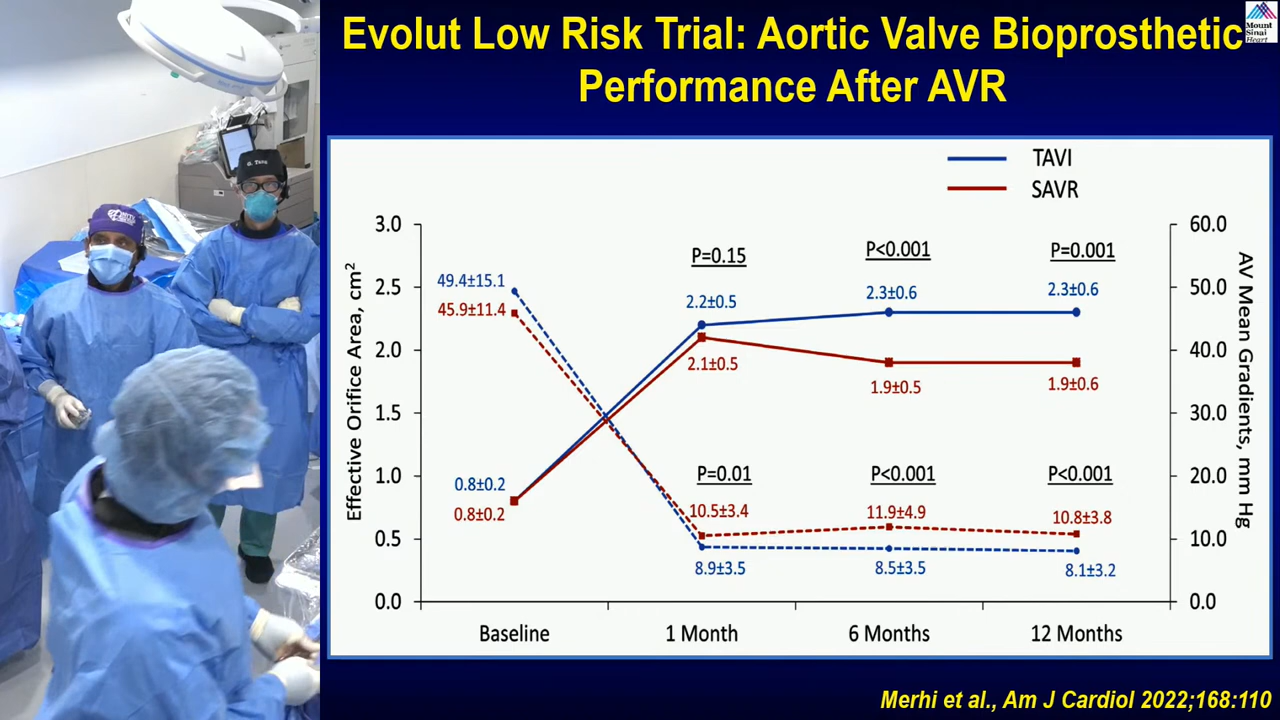 Evolut Low Risk Trial: Aortic Valve Bioprosthetic
Performance After AVR
Mount
Sinai
Heart
TAVI
SAVR
Effective Orifice Area, cm²
3.0
2.5
2.0
1.5
1.0
0.5
0.0
60.0
50.0
40.0
30.0
20.0
10.0
0.0
AV Mean Gradients, mm Hg
P=0.15
P<0.001
P=0.001
49.4±15.1
45.9±11.4
2.2±0.5
2.3±0.6
2.3±0.6
2.1±0.5
1.9±0.5
1.9±0.6
0.8±0.2
0.8±0.2
P=0.01
P<0.001
P<0.001
10.5±3.4
11.9±4.9
10.8±3.8
8.9±3.5
8.5±3.5
8.1±3.2
Baseline
1 Month
6 Months
12 Months
Merhi et al., Am J Cardiol 2022;168:110
G. Tang